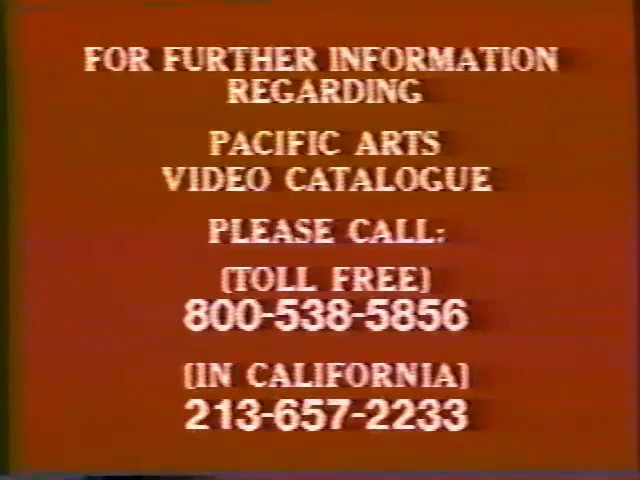 FOR FURTHER INFORMATION
REGARDING
PACIFIC ARTS
VIDEO CATALOGUE
PLEASE CALL:
(TOLL FREE)
800-538-5856
(IN CALIFORNIA)
213-657-2233